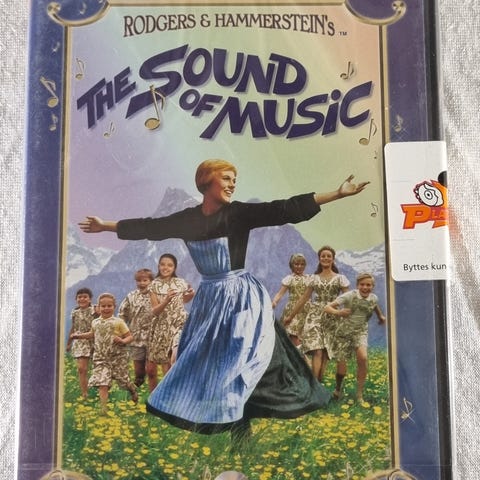 RODGERS & HAMMERSTEIN's ™
THE SOUND
OF MUSIC
Byttes kun